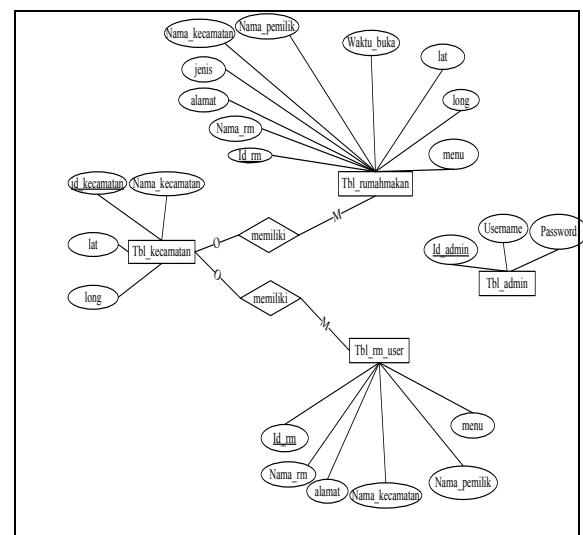 Nama_kecamatan
Nama_pemilik
Waktu_buka
lat
jenis
long
alamat
Nama_rm
Id_rm
menu
id_kecamatan
Nama_kecamatan
Tbl_rumahmakan
memiliki
M
O
lat
Tbl_kecamatan
Username
Password
Id_admin
Tbl_admin
long
O
memiliki
M
Tbl_rm_user
Id_rm
menu
Nama_rm
alamat
Nama_kecamatan
Nama_pemilik